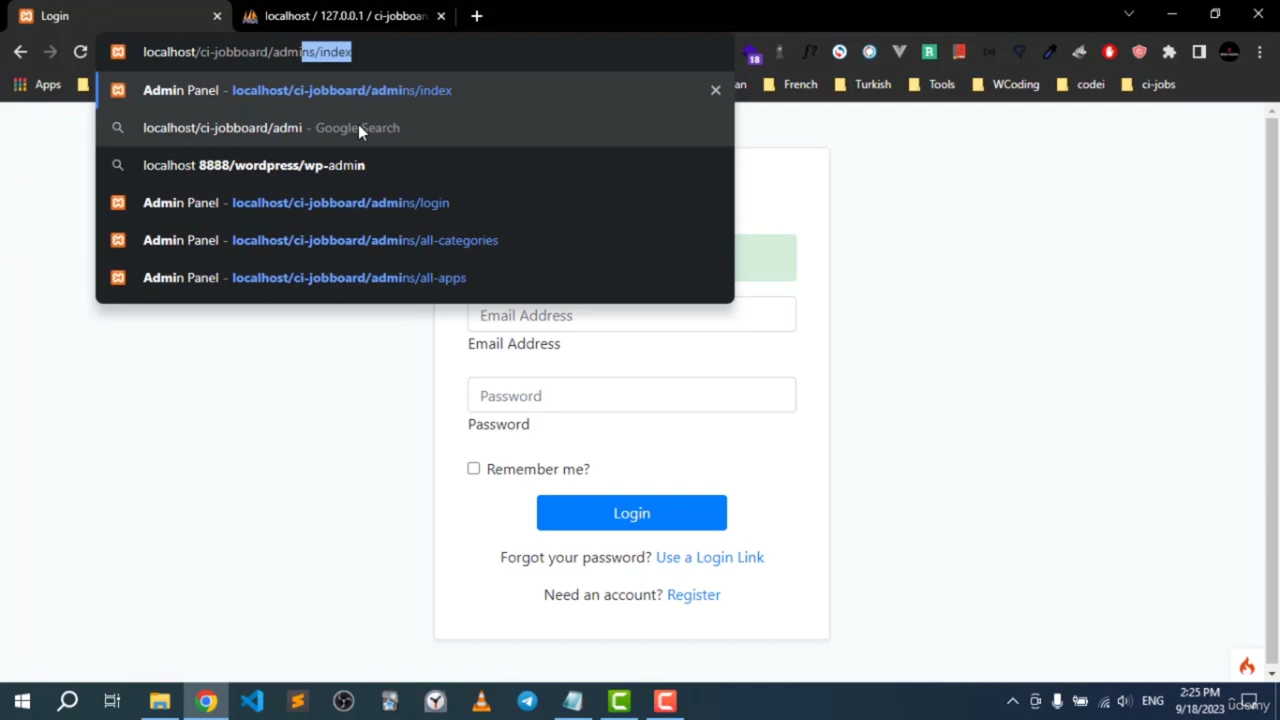 Login
localhost / 127.0.0.1 / ci-jobboard
localhost/ci-jobboard/admins/index
18
Apps
an
French
Turkish
Tools
WCoding
codei
ci-jobs
Admin Panel - localhost/ci-jobboard/admins/index
localhost/ci-jobboard/admi - Google Search
localhost 8888/wordpress/wp-admin
Admin Panel - localhost/ci-jobboard/admins/login
Admin Panel - localhost/ci-jobboard/admins/all-categories
Admin Panel - localhost/ci-jobboard/admins/all-apps
Email Address
Email Address
Password
Password
Remember me?
Login
Forgot your password? Use a Login Link
Need an account? Register
ENG
2:25 PM
9/18/2023
udemy